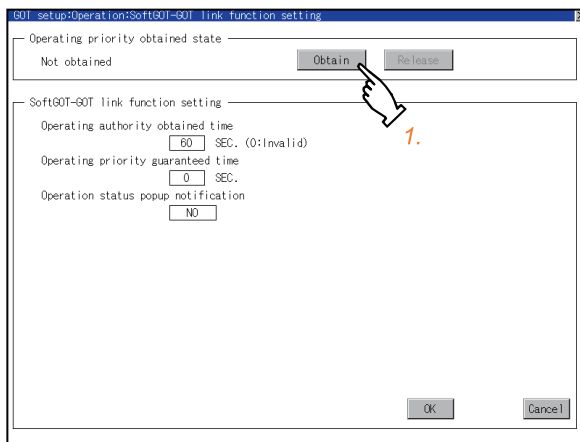 GOT setup:Operation:SoftGOT-GOT link function setting
Operating priority obtained state
Not obtained
Obtain
Release
1.
SoftGOT-GOT link function setting
Operating authority obtained time
60 SEC. (0:Invalid)
Operating priority guaranteed time
0 SEC.
Operation status popup notification
NO
OK
Cancel